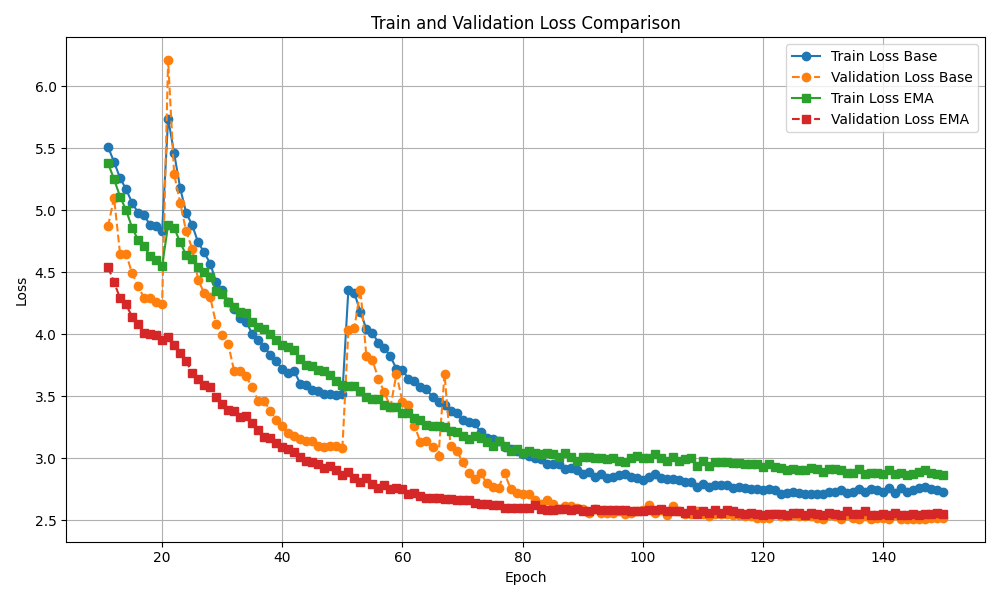 Train and Validation Loss Comparison
Train Loss Base
Validation Loss Base
Train Loss EMA
Validation Loss EMA
Loss
6.0
5.5
5.0
4.5
4.0
3.5
3.0
2.5
20 40 60 80 100 120 140
Epoch